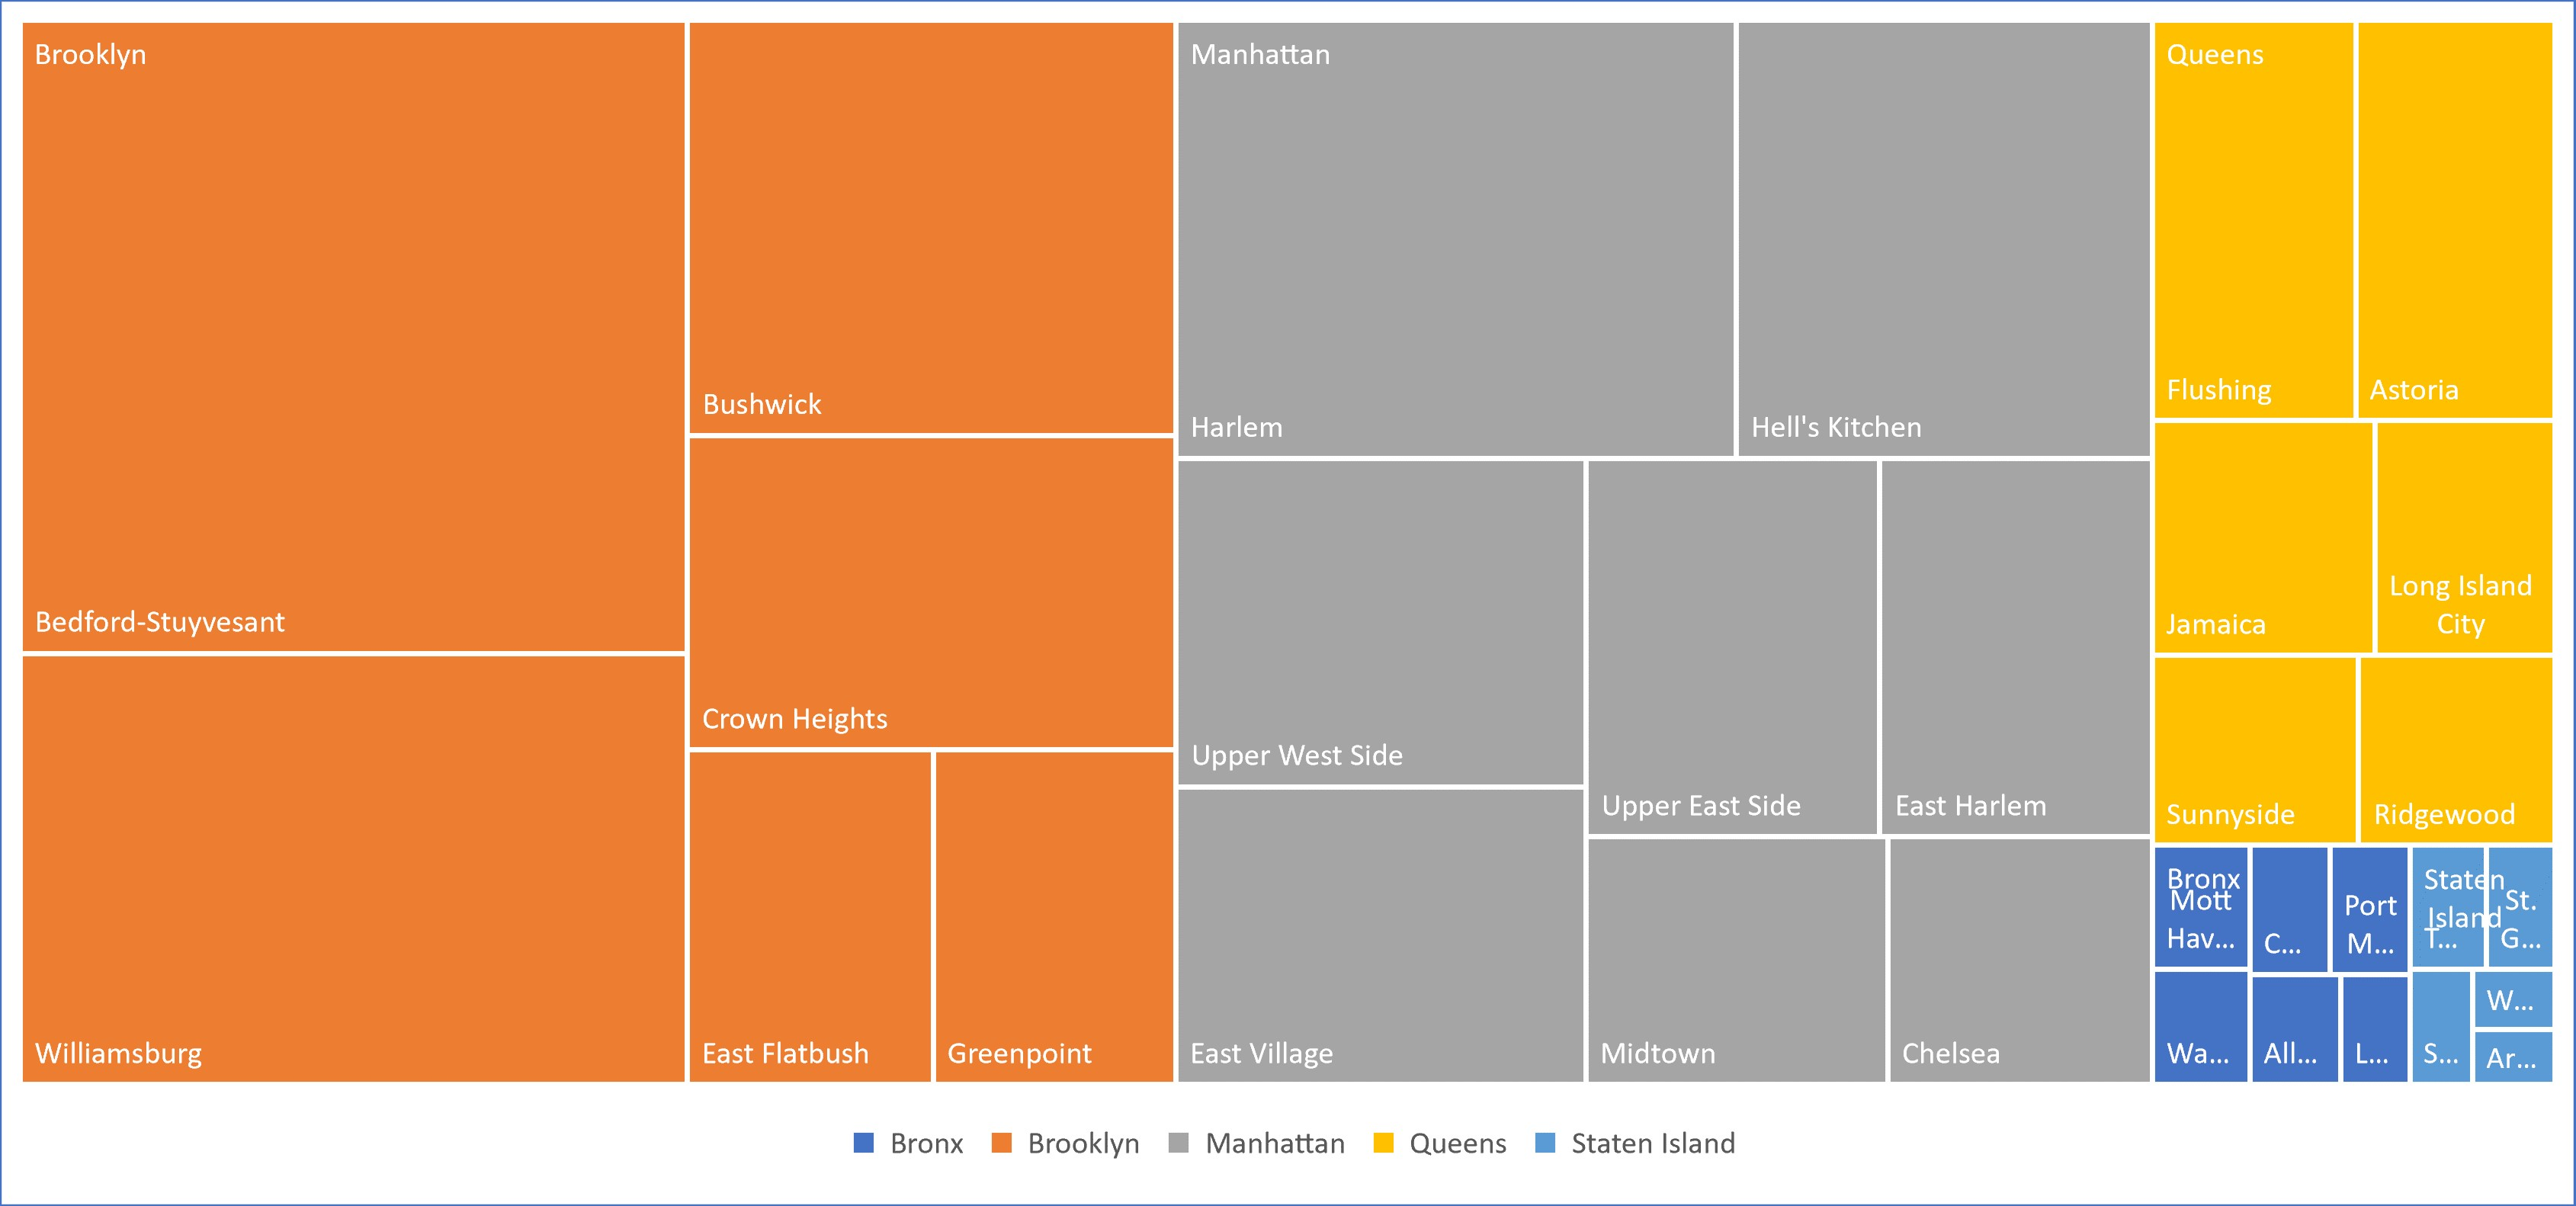 Brooklyn
Bedford-Stuyvesant
Williamsburg
Bushwick
Crown Heights
East Flatbush
Greenpoint
Manhattan
Harlem
Hell's Kitchen
Upper West Side
East Village
Upper East Side
East Harlem
Midtown
Chelsea
Queens
Flushing
Astoria
Jamaica
Long Island
City
Sunnyside
Ridgewood
Bronx
Mott
Hav...
C...
Port
M...
Wa...
All...
L...
Staten
Island
T...
St.
G...
S...
W...
Ar...
Bronx
Brooklyn
Manhattan
Queens
Staten Island